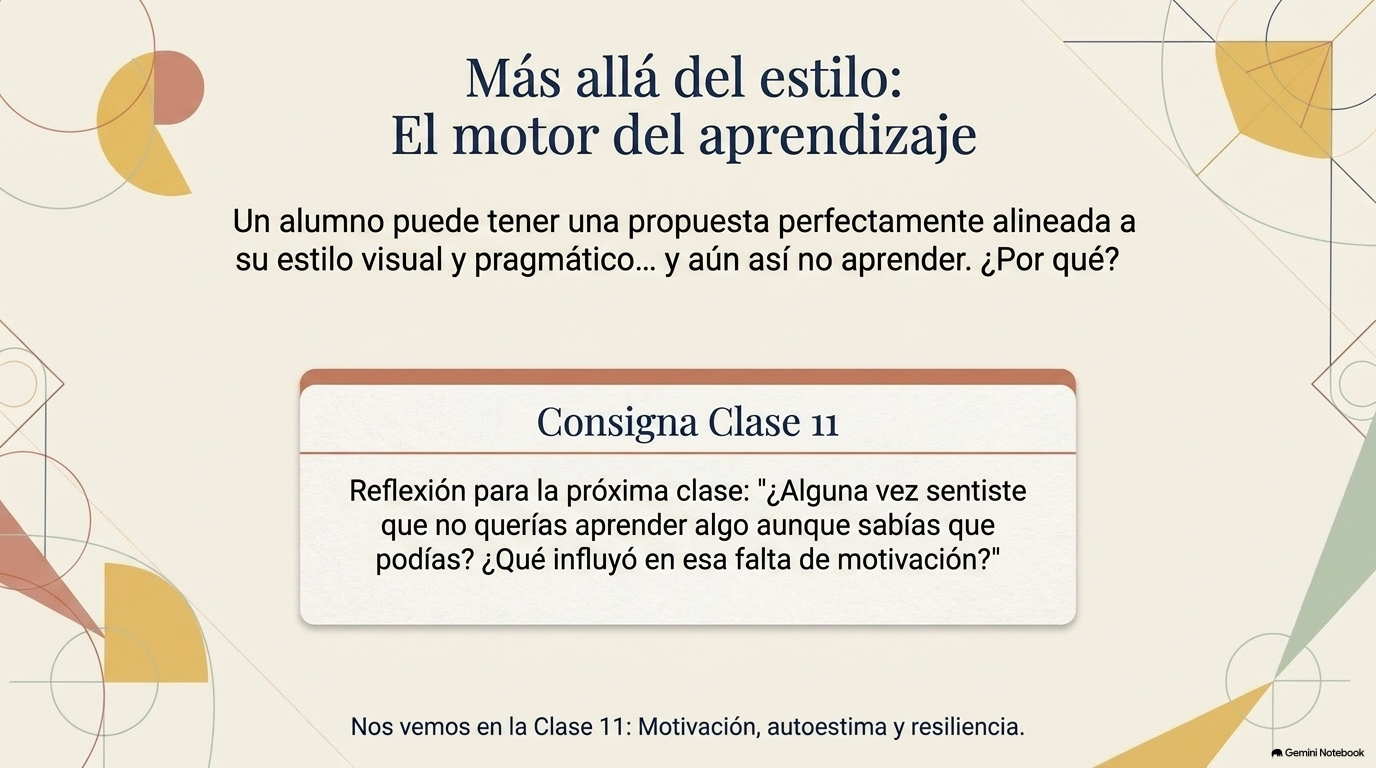 Más allá del estilo:
El motor del aprendizaje
Un alumno puede tener una propuesta perfectamente alineada a
su estilo visual y pragmático... y aún así no aprender. ¿Por qué?
Consigna Clase 11
Reflexión para la próxima clase: "¿Alguna vez sentiste
que no querías aprender algo aunque sabías que
podías? ¿Qué influyó en esa falta de motivación?"
Nos vemos en la Clase 11: Motivación, autoestima y resiliencia.
Gemini Notebook